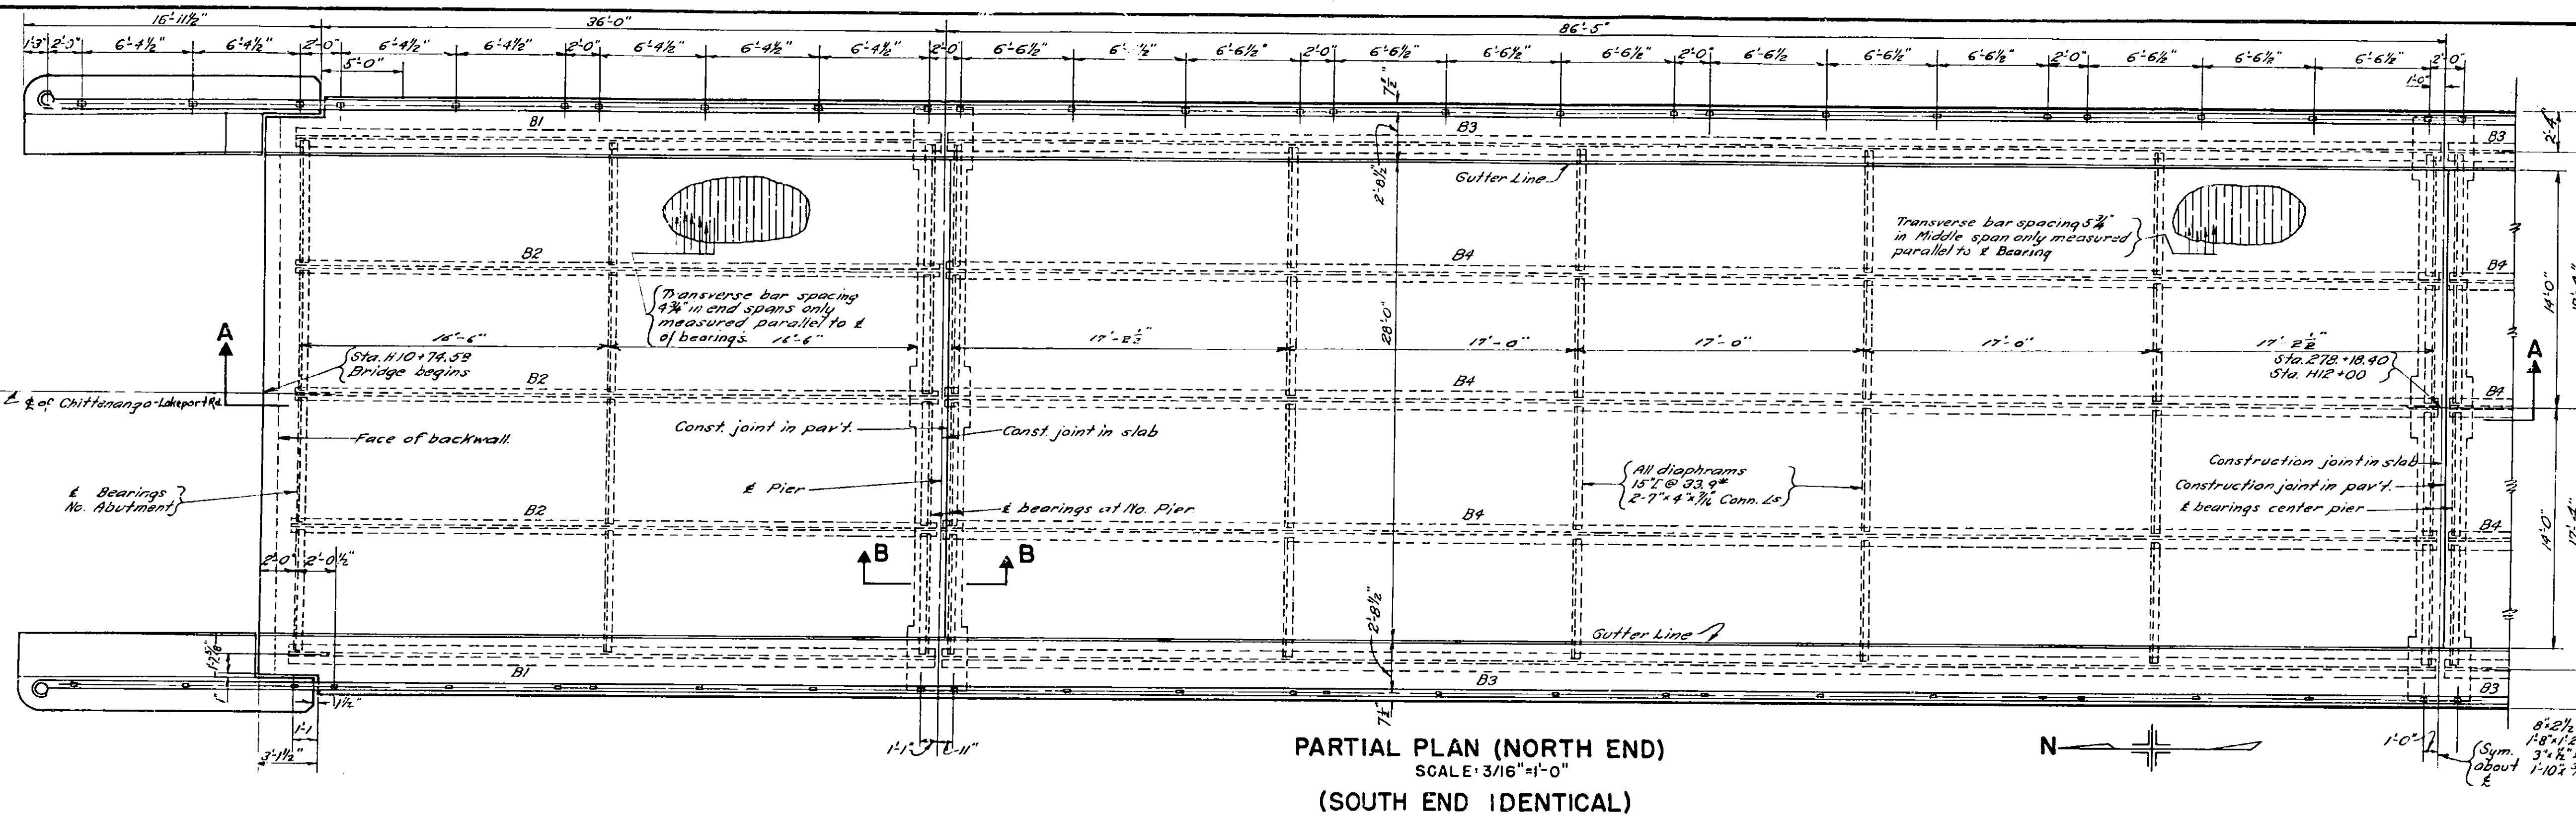 16'-11½" 36'-0" 86'-5"
1'-3" 2'-0" 6'-4½" 6'-4½" 2'-0" 6'-4½" 6'-4½" 2'-0" 6'-4½" 6'-4½" 6'-4½" 2'-0" 6'-6½" 6'-6½" 2'-0" 6'-6½" 6'-6½" 6'-6½" 2'-0" 6'-6½" 6'-6½" 6'-6½" 2'-0" 6'-6½" 6'-6½" 6'-6½" 2'-0"
5'-0" 1'-0"
7½"
B1 B3 B3
2'-4"
2'-8½"
Gutter Line
Transverse bar spacing 5¾"
in Middle span only measured
parallel to ℄ Bearing
B2 B4 B4
Transverse bar spacing
4¾" in end spans only
measured parallel to ℄
of bearings.
16'-6" 16'-6" 17'-2½" 28'-0" 17'-0" 17'-0" 17'-0" 17'-2½"
14'-0"
A A
Sta. H10+74.58
Bridge begins
Sta. 278+18.40
Sta. H12+00
B2 B4 B4
℄ of Chittenango-Lakeport Rd.
Face of backwall.
Const. joint in pav't.
Const. joint in slab
℄ Bearings
No. Abutment
℄ Pier
℄ bearings at No. Pier
All diaphrams
15"[ @ 33.9#
2-7"x4"x7/16" Conn. Ls
Construction joint in slab
Construction joint in pav't.
℄ bearings center pier
B2 B4 B4
14'-0" 17'-4"
B B
2'-0" 2'-0½"
2'-8½"
Gutter Line
1'-2⅝"
1"
B1 B3 B3
1½"
1'-1
3'-1½"
1'-1" 11"
7½"
1'-0"
Sym.
about
℄
8"x2½
PARTIAL PLAN (NORTH END)
SCALE: 3/16"=1'-0"
(SOUTH END IDENTICAL)
N